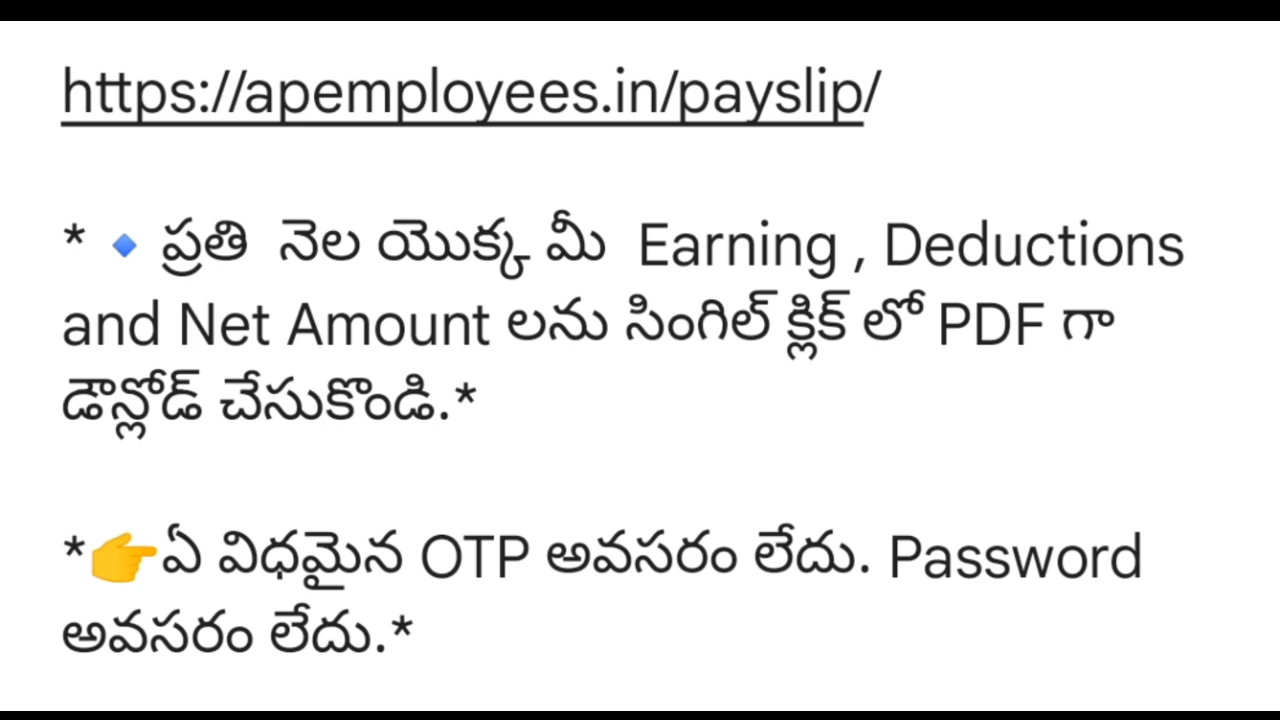 https://apemployees.in/payslip/
*🔹ప్రతి నెల యొక్క మీ Earning , Deductions
and Net Amount లను సింగిల్ క్లిక్ లో PDF గా
డౌన్లోడ్ చేసుకొండి.*
*👉ఏ విధమైన OTP అవసరం లేదు. Password
అవసరం లేదు.*